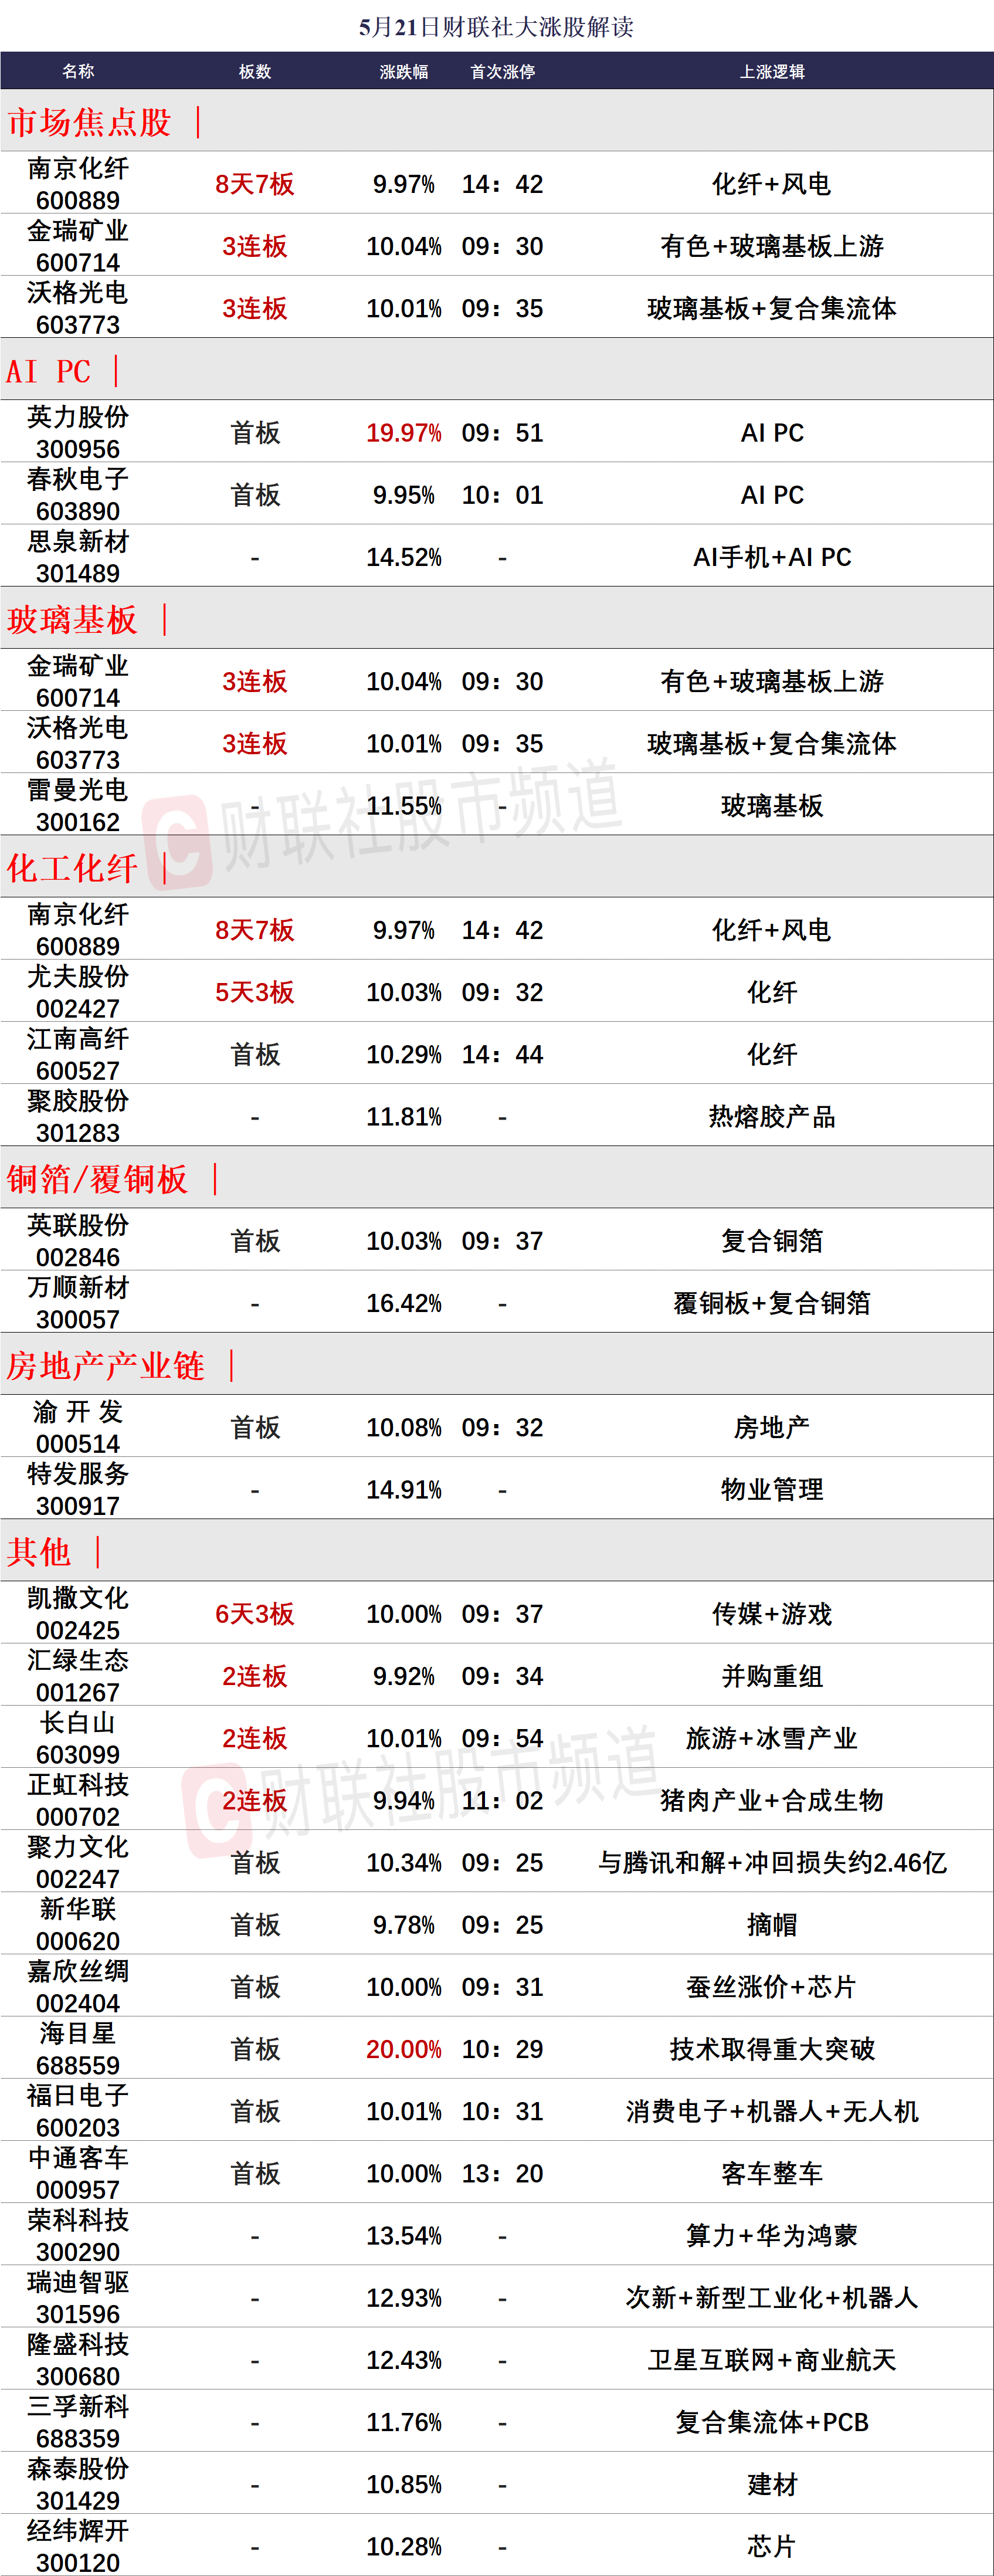 5月21日财联社大涨股解读
名称 板数 涨跌幅 首次涨停 上涨逻辑
市场焦点股 |
南京化纤
600889 8天7板 9.97% 14：42 化纤+风电
金瑞矿业
600714 3连板 10.04% 09：30 有色+玻璃基板上游
沃格光电
603773 3连板 10.01% 09：35 玻璃基板+复合集流体
AI PC |
英力股份
300956 首板 19.97% 09：51 AI PC
春秋电子
603890 首板 9.95% 10：01 AI PC
思泉新材
301489 - 14.52% - AI手机+AI PC
玻璃基板 |
金瑞矿业
600714 3连板 10.04% 09：30 有色+玻璃基板上游
沃格光电
603773 3连板 10.01% 09：35 玻璃基板+复合集流体
雷曼光电
300162 - 11.55% - 玻璃基板
C 财联社股市频道
化工化纤 |
南京化纤
600889 8天7板 9.97% 14：42 化纤+风电
尤夫股份
002427 5天3板 10.03% 09：32 化纤
江南高纤
600527 首板 10.29% 14：44 化纤
聚胶股份
301283 - 11.81% - 热熔胶产品
铜箔/覆铜板 |
英联股份
002846 首板 10.03% 09：37 复合铜箔
万顺新材
300057 - 16.42% - 覆铜板+复合铜箔
房地产产业链 |
渝 开 发
000514 首板 10.08% 09：32 房地产
特发服务
300917 - 14.91% - 物业管理
其他 |
凯撒文化
002425 6天3板 10.00% 09：37 传媒+游戏
汇绿生态
001267 2连板 9.92% 09：34 并购重组
长白山
603099 2连板 10.01% 09：54 旅游+冰雪产业
C 财联社股市频道
正虹科技
000702 2连板 9.94% 11：02 猪肉产业+合成生物
聚力文化
002247 首板 10.34% 09：25 与腾讯和解+冲回损失约2.46亿
新华联
000620 首板 9.78% 09：25 摘帽
嘉欣丝绸
002404 首板 10.00% 09：31 蚕丝涨价+芯片
海目星
688559 首板 20.00% 10：29 技术取得重大突破
福日电子
600203 首板 10.01% 10：31 消费电子+机器人+无人机
中通客车
000957 首板 10.00% 13：20 客车整车
荣科科技
300290 - 13.54% - 算力+华为鸿蒙
瑞迪智驱
301596 - 12.93% - 次新+新型工业化+机器人
隆盛科技
300680 - 12.43% - 卫星互联网+商业航天
三孚新科
688359 - 11.76% - 复合集流体+PCB
森泰股份
301429 - 10.85% - 建材
经纬辉开
300120 - 10.28% - 芯片